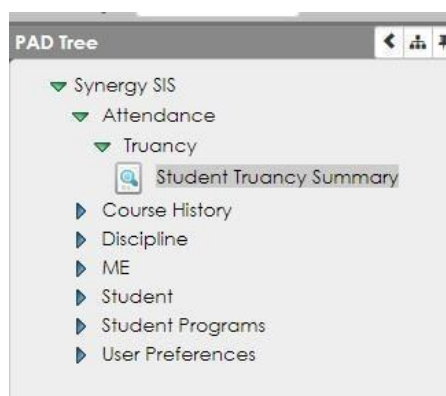 PAD Tree
Synergy SIS
Attendance
Truancy
Student Truancy Summary
Course History
Discipline
ME
Student
Student Programs
User Preferences